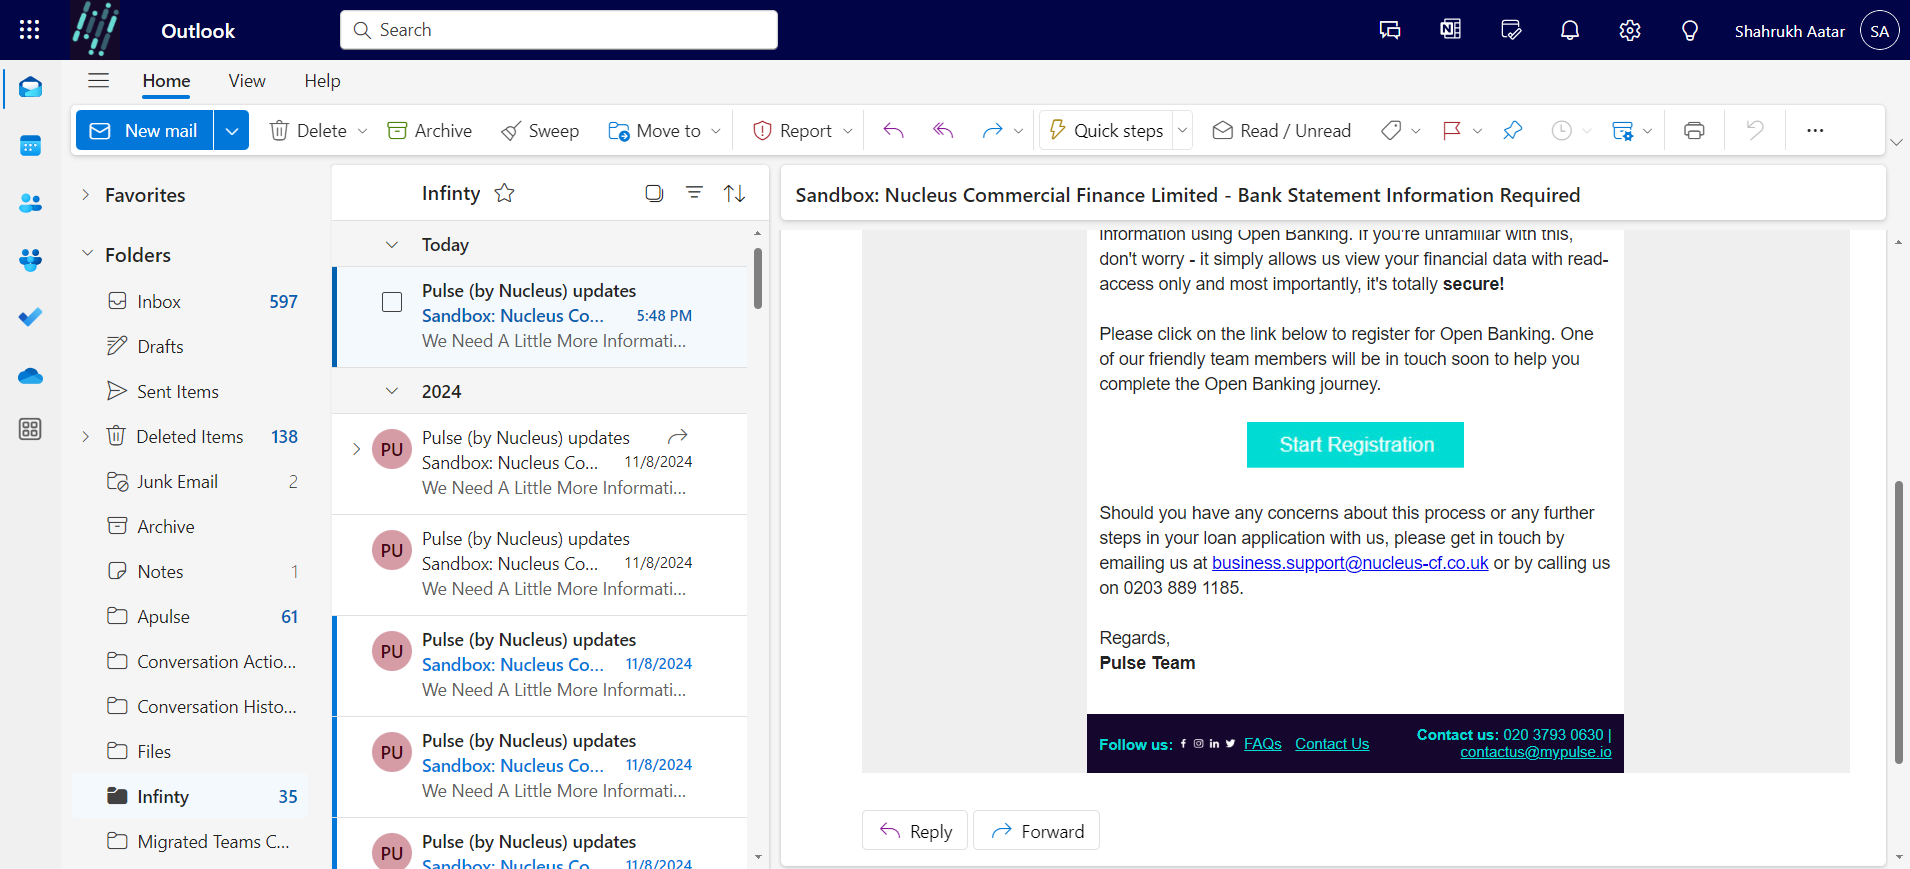 Outlook
Search
Shahrukh Aatar
SA
Home
View
Help
New mail
Delete
Archive
Sweep
Move to
Report
Quick steps
Read / Unread
Favorites
Folders
Inbox 597
Drafts
Sent Items
Deleted Items 138
Junk Email 2
Archive
Notes 1
Apulse 61
Conversation Actio...
Conversation Histo...
Files
Infinty 35
Migrated Teams C...
Infinty
Today
Pulse (by Nucleus) updates
Sandbox: Nucleus Co... 5:48 PM
We Need A Little More Informati...
2024
PU
Pulse (by Nucleus) updates
Sandbox: Nucleus Co... 11/8/2024
We Need A Little More Informati...
PU
Pulse (by Nucleus) updates
Sandbox: Nucleus Co... 11/8/2024
We Need A Little More Informati...
PU
Pulse (by Nucleus) updates
Sandbox: Nucleus Co... 11/8/2024
We Need A Little More Informati...
PU
Pulse (by Nucleus) updates
Sandbox: Nucleus Co... 11/8/2024
We Need A Little More Informati...
PU
Pulse (by Nucleus) updates
Sandbox: Nucleus Co... 11/8/2024
Sandbox: Nucleus Commercial Finance Limited - Bank Statement Information Required
information using Open Banking. If you're unfamiliar with this,
don't worry - it simply allows us view your financial data with read-
access only and most importantly, it's totally secure!
Please click on the link below to register for Open Banking. One
of our friendly team members will be in touch soon to help you
complete the Open Banking journey.
Start Registration
Should you have any concerns about this process or any further
steps in your loan application with us, please get in touch by
emailing us at business.support@nucleus-cf.co.uk or by calling us
on 0203 889 1185.
Regards,
Pulse Team
Follow us: FAQs Contact Us
Contact us: 020 3793 0630 |
contactus@mypulse.io
Reply
Forward